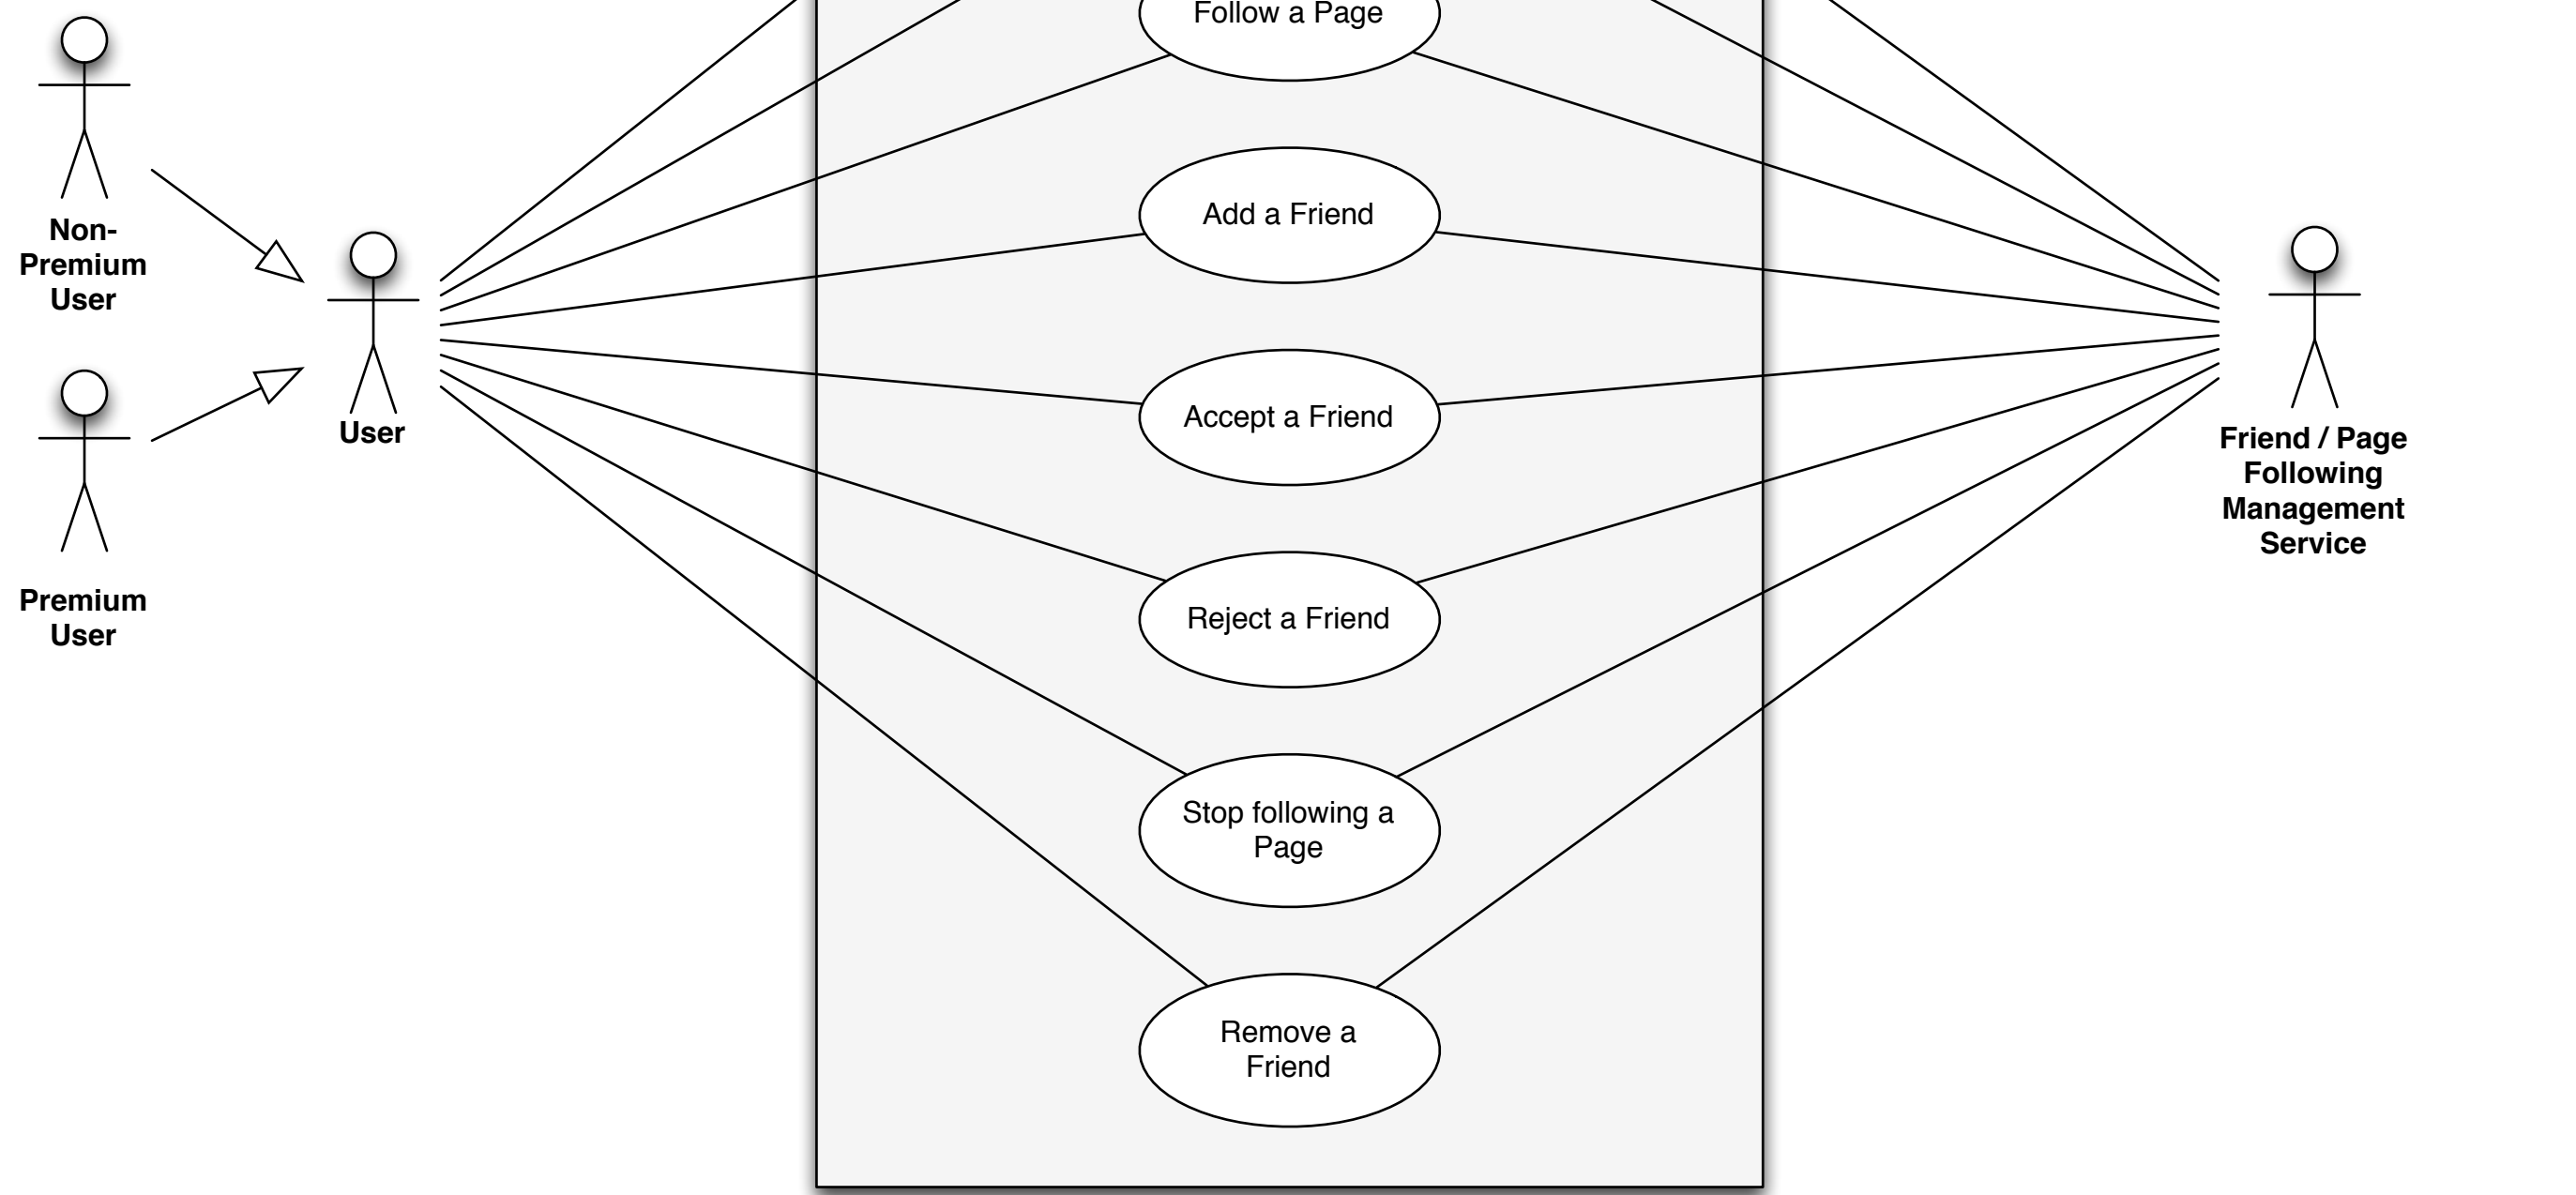 Follow a Page
Non-
Premium
User
Add a Friend
User
Accept a Friend
Friend / Page
Following
Management
Service
Premium
User
Reject a Friend
Stop following a
Page
Remove a
Friend